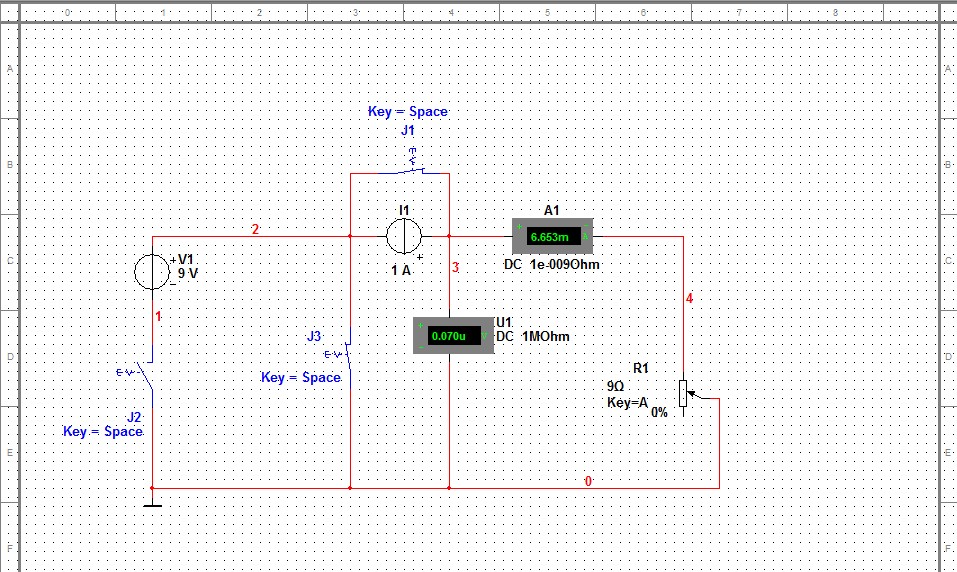 0 1 2 3 4 5 6 7 8
A A
Key = Space
J1
B B
I1
A1
2
6.653m A
+
V1
9 V
1 A
3
DC 1e-009Ohm
C C
4
1
U1
0.070u V
DC 1MOhm
J3
D D
Key = Space
R1
9Ω
Key=A
0%
J2
Key = Space
E E
0
F F